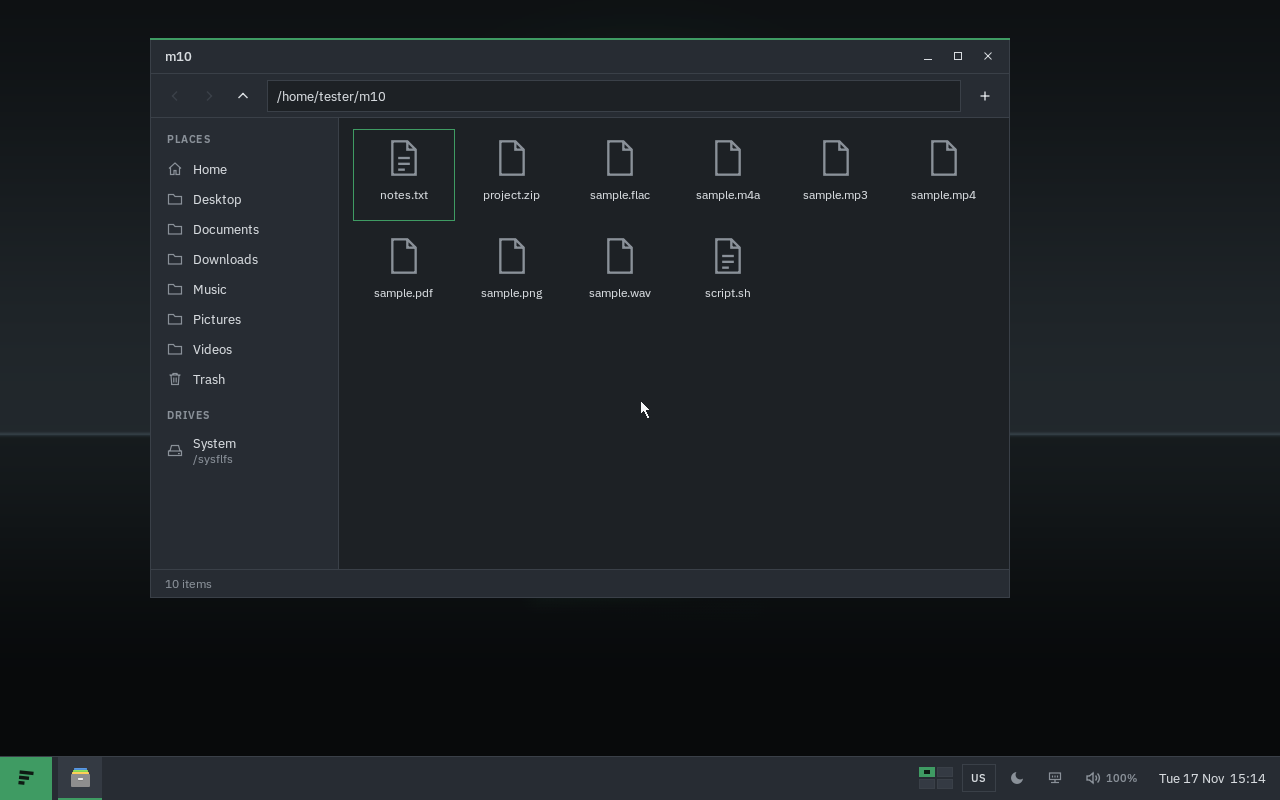 m10
/home/tester/m10
PLACES
Home
Desktop
Documents
Downloads
Music
Pictures
Videos
Trash
DRIVES
System
/sysflfs
notes.txt project.zip sample.flac sample.m4a sample.mp3 sample.mp4
sample.pdf sample.png sample.wav script.sh
10 items
US 100% Tue 17 Nov 15:14